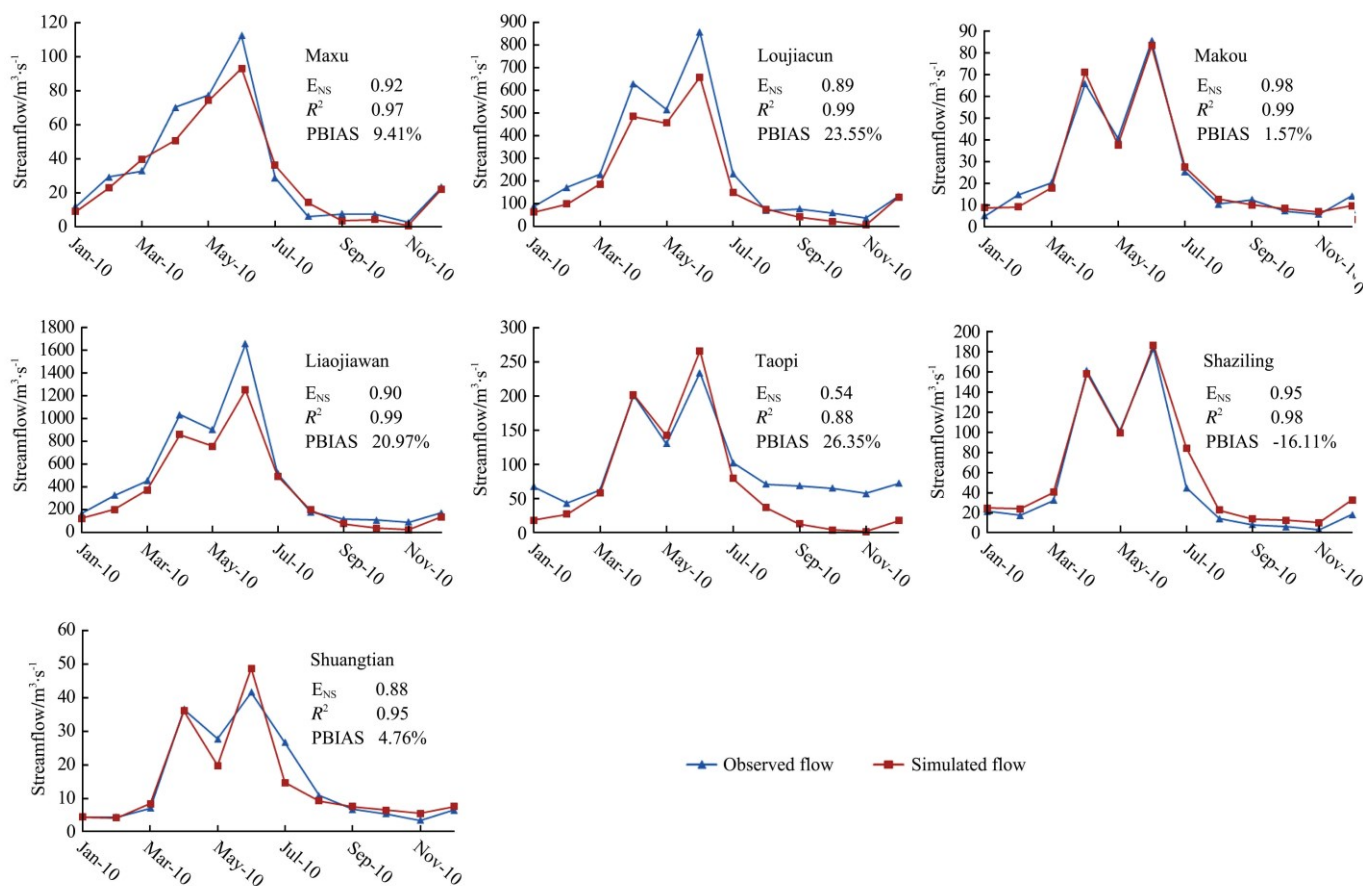 Streamflow/m³·s⁻¹
120
100
80
60
40
20
0
Maxu
E_NS 0.92
R² 0.97
PBIAS 9.41%
Jan-10
Mar-10
May-10
Jul-10
Sep-10
Nov-10
Streamflow/m³·s⁻¹
900
800
700
600
500
400
300
200
100
0
Loujiacun
E_NS 0.89
R² 0.99
PBIAS 23.55%
Jan-10
Mar-10
May-10
Jul-10
Sep-10
Nov-10
Streamflow/m³·s⁻¹
90
80
70
60
50
40
30
20
10
0
Makou
E_NS 0.98
R² 0.99
PBIAS 1.57%
Jan-10
Mar-10
May-10
Jul-10
Sep-10
Streamflow/m³·s⁻¹
1800
1600
1400
1200
1000
800
600
400
200
0
Liaojiawan
E_NS 0.90
R² 0.99
PBIAS 20.97%
Jan-10
Mar-10
May-10
Jul-10
Sep-10
Nov-10
Streamflow/m³·s⁻¹
300
250
200
150
100
50
0
Taopi
E_NS 0.54
R² 0.88
PBIAS 26.35%
Jan-10
Mar-10
May-10
Jul-10
Sep-10
Nov-10
Streamflow/m³·s⁻¹
200
180
160
140
120
100
80
60
40
20
0
Shaziling
E_NS 0.95
R² 0.98
PBIAS -16.11%
Jan-10
Mar-10
May-10
Jul-10
Sep-10
Nov-10
Streamflow/m³·s⁻¹
60
50
40
30
20
10
0
Shuangtian
E_NS 0.88
R² 0.95
PBIAS 4.76%
Jan-10
Mar-10
May-10
Jul-10
Sep-10
Nov-10
Observed flow
Simulated flow